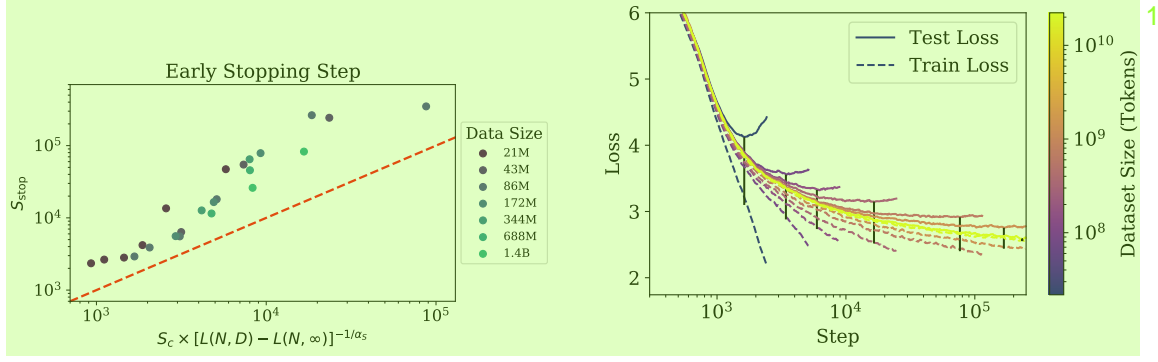 1
Early Stopping Step
S_stop
10^5
10^4
10^3
10^3 10^4 10^5
S_c × [L(N, D) − L(N, ∞)]^{−1/α_S}
Data Size
21M
43M
86M
172M
344M
688M
1.4B
Loss
6
5
4
3
2
10^3 10^4 10^5
Step
Test Loss
Train Loss
10^10
10^9
10^8
Dataset Size (Tokens)